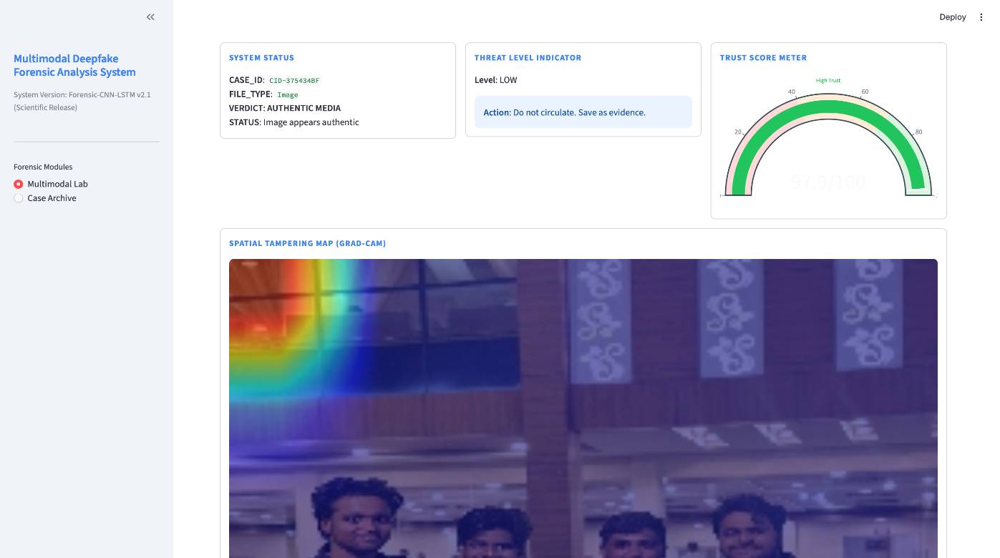 Deploy
Multimodal Deepfake
Forensic Analysis System
System Version: Forensic-CNN-LSTM v2.1
(Scientific Release)
Forensic Modules
Multimodal Lab
Case Archive
SYSTEM STATUS
CASE_ID: CID-375434BF
FILE_TYPE: Image
VERDICT: AUTHENTIC MEDIA
STATUS: Image appears authentic
THREAT LEVEL INDICATOR
Level: LOW
Action: Do not circulate. Save as evidence.
TRUST SCORE METER
High Trust
40 60
20 80
97.9/100
SPATIAL TAMPERING MAP (GRAD-CAM)